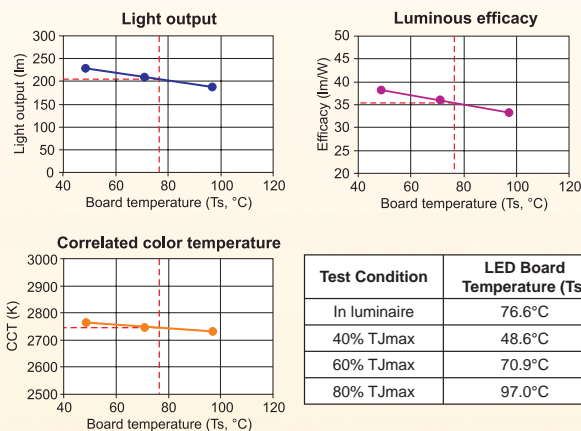 Light output
300
250
200
150
100
50
0
Light output (lm)
40 60 80 100 120
Board temperature (Ts, °C)
Luminous efficacy
50
45
40
35
30
25
20
Efficacy (lm/W)
40 60 80 100 120
Board temperature (Ts, °C)
Correlated color temperature
3000
2900
2800
2700
2600
2500
CCT (K)
40 60 80 100 120
Board temperature (Ts, °C)
Test Condition LED Board
Temperature (Ts
In luminaire 76.6°C
40% TJmax 48.6°C
60% TJmax 70.9°C
80% TJmax 97.0°C